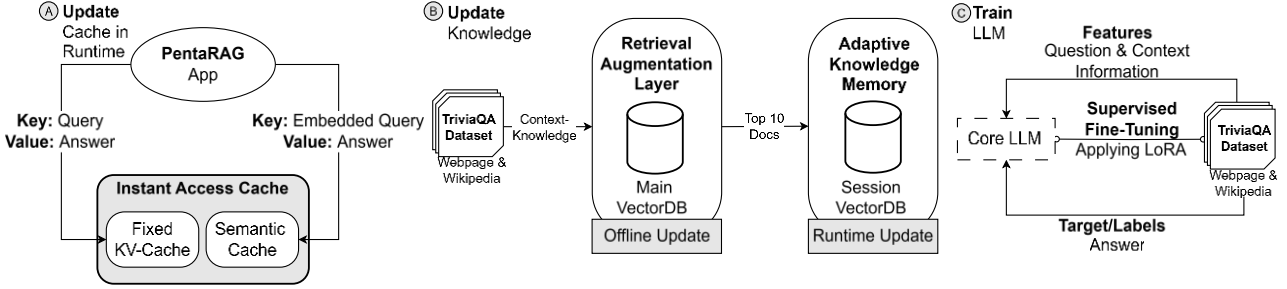 A Update
Cache in
Runtime
PentaRAG
App
Key: Query
Value: Answer
Key: Embedded Query
Value: Answer
Instant Access Cache
Fixed
KV-Cache
Semantic
Cache
B Update
Knowledge
TriviaQA
Dataset
Webpage &
Wikipedia
Context-
Knowledge
Retrieval
Augmentation
Layer
Main
VectorDB
Offline Update
Top 10
Docs
Adaptive
Knowledge
Memory
Session
VectorDB
Runtime Update
C Train
LLM
Features
Question & Context
Information
Core LLM
Supervised
Fine-Tuning
Applying LoRA
TriviaQA
Dataset
Webpage &
Wikipedia
Target/Labels
Answer